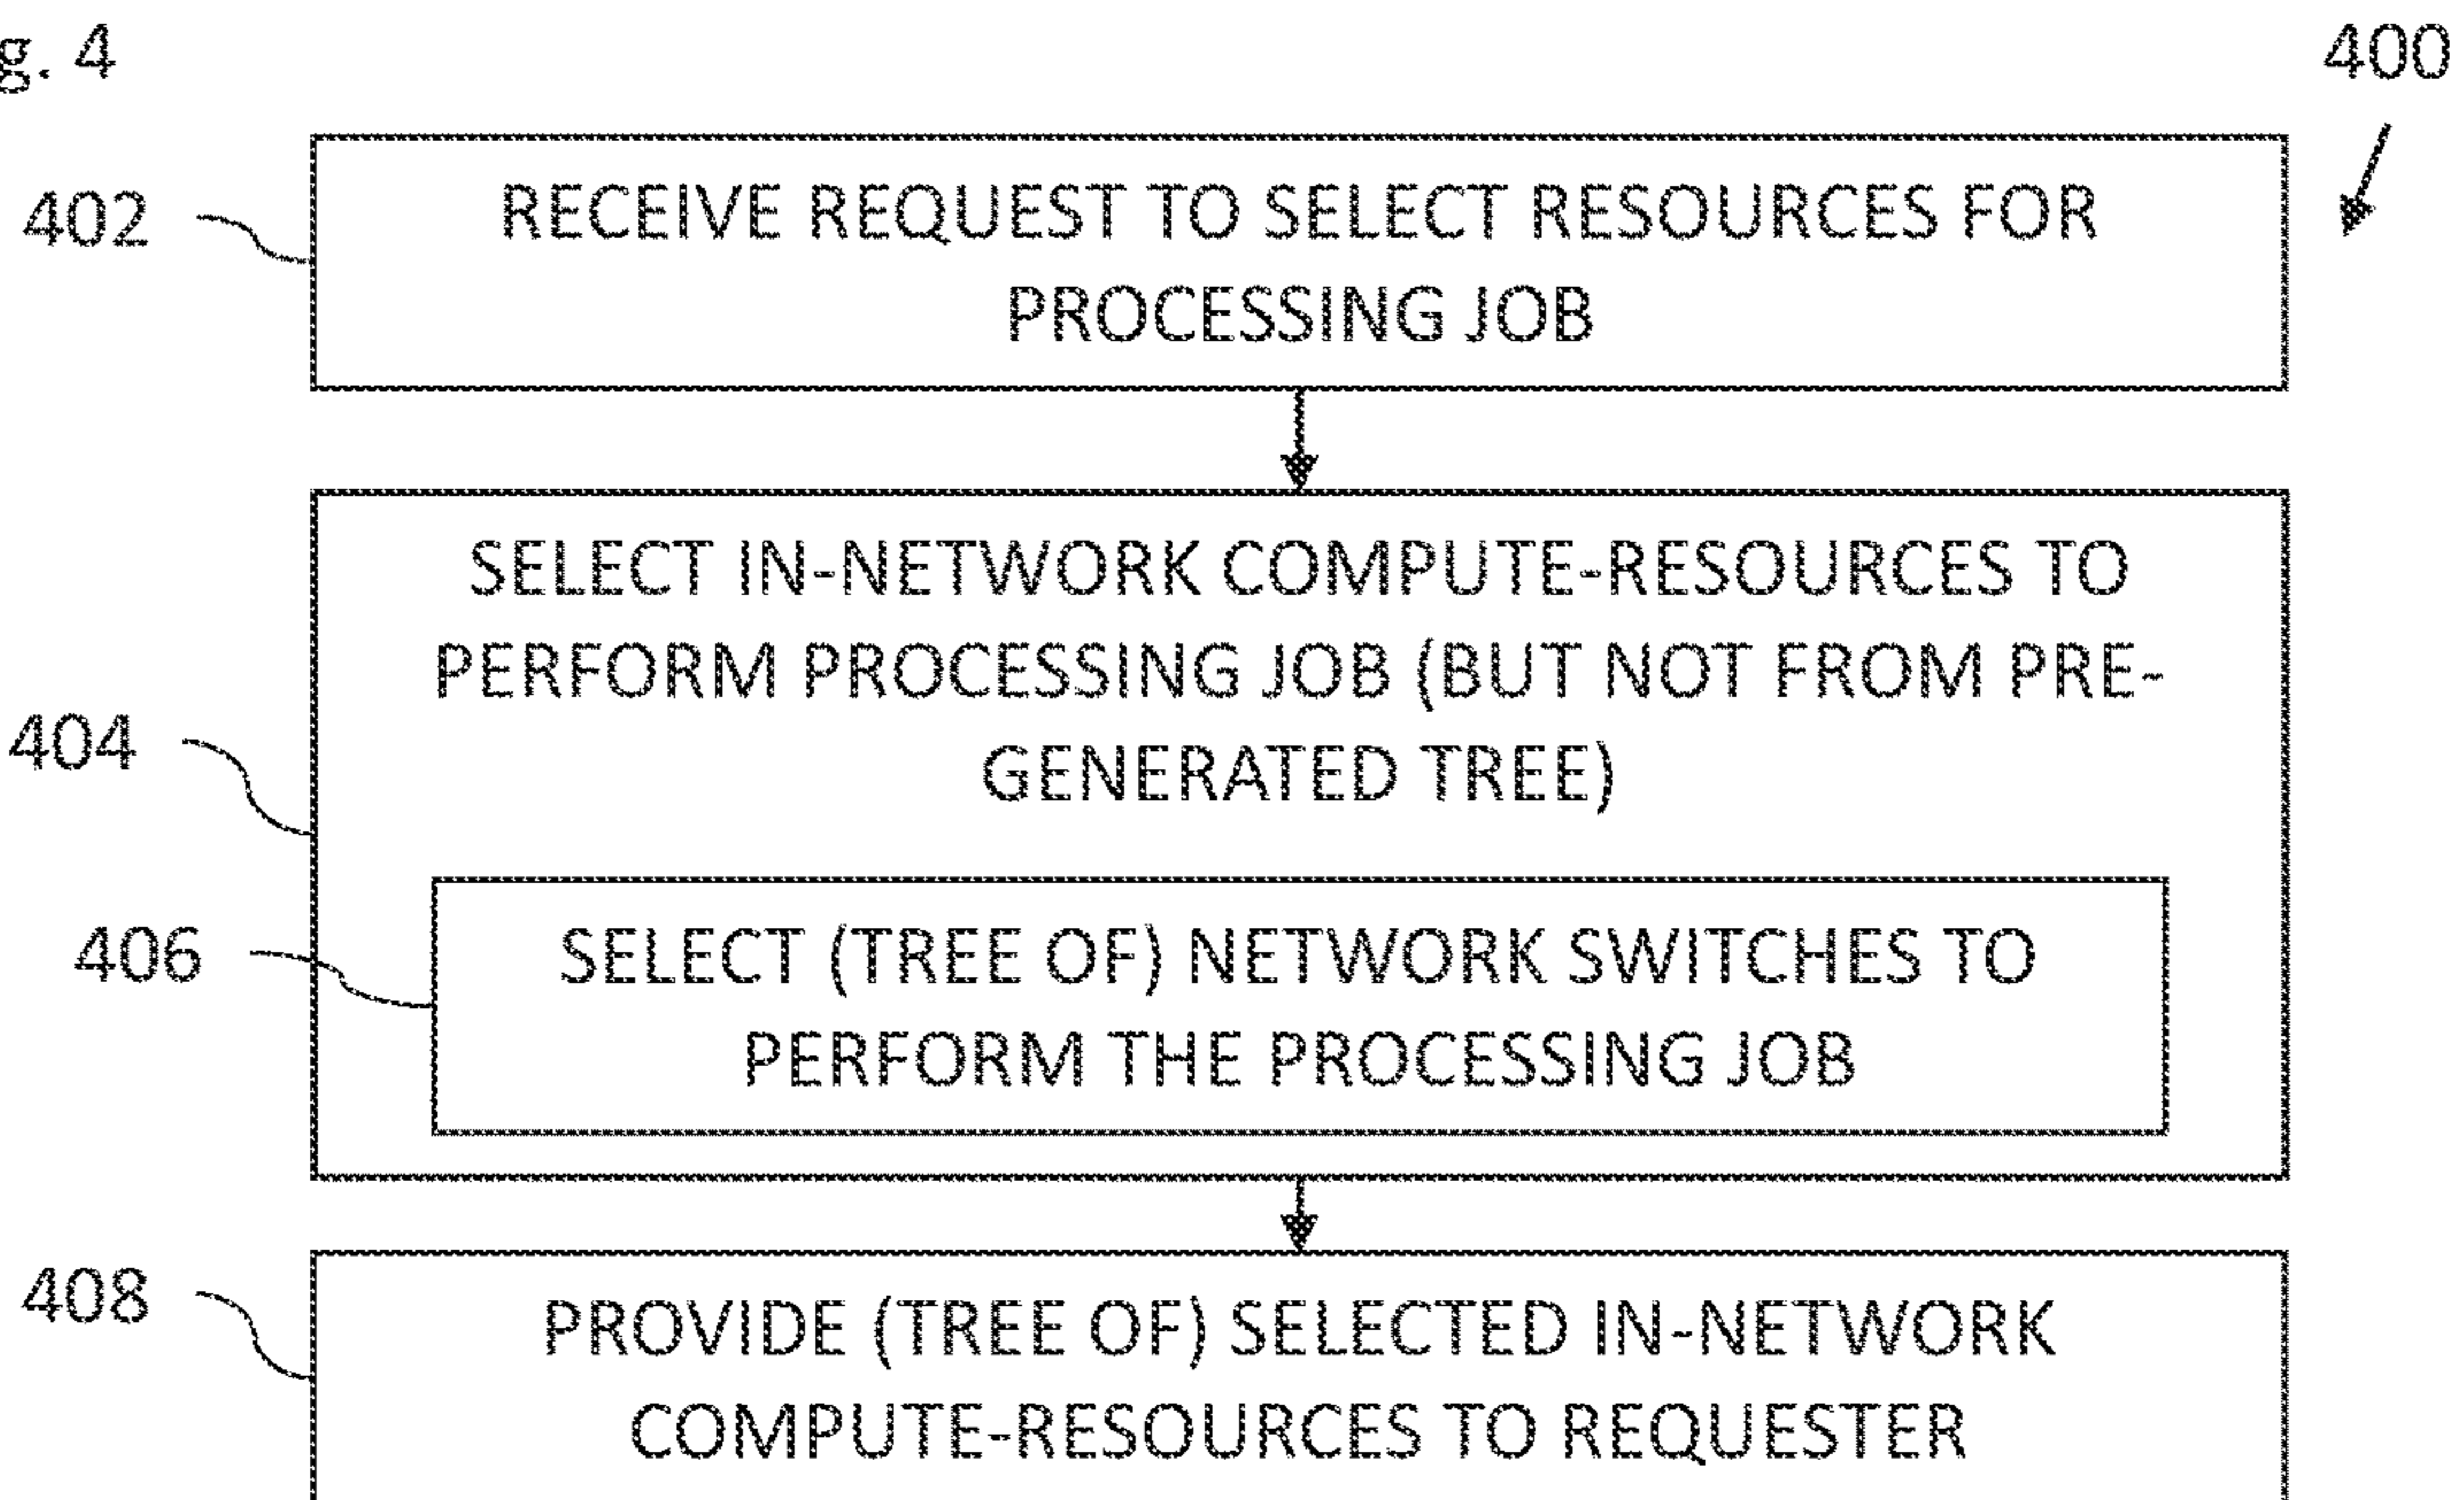 g. 4
400
402
RECEIVE REQUEST TO SELECT RESOURCES FOR
PROCESSING JOB
404
SELECT IN-NETWORK COMPUTE-RESOURCES TO
PERFORM PROCESSING JOB (BUT NOT FROM PRE-
GENERATED TREE)
406
SELECT (TREE OF) NETWORK SWITCHES TO
PERFORM THE PROCESSING JOB
408
PROVIDE (TREE OF) SELECTED IN-NETWORK
COMPUTE-RESOURCES TO REQUESTER